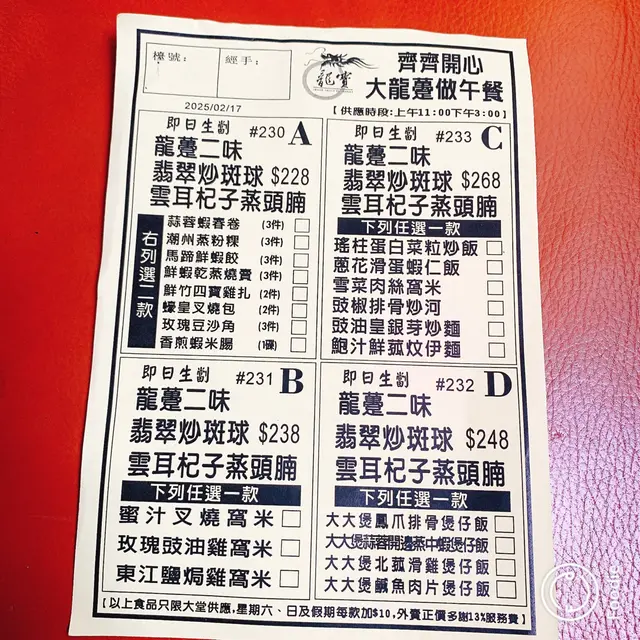 檯號:
經手:
龍寶
齊齊開心
大龍躉做午餐
2025/02/17
【供應時段:上午11:00下午3:00】
即日生劏 #230 A
龍躉二味
翡翠炒斑球 $228
雲耳杞子蒸頭腩
右列選二款
蒜蓉蝦春卷 (3件)
潮州蒸粉粿 (3件)
馬蹄鮮蝦餃 (3件)
鮮蝦乾蒸燒賣 (3件)
鮮竹四寶雞扎 (2件)
蠔皇叉燒包 (2件)
玫瑰豆沙角 (3件)
香煎蝦米腸 (1碟)
即日生劏 #233 C
龍躉二味
翡翠炒斑球 $268
雲耳杞子蒸頭腩
下列任選一款
瑤柱蛋白菜粒炒飯
蔥花滑蛋蝦仁飯
雪菜肉絲窩米
豉椒排骨炒河
豉油皇銀芽炒麵
鮑汁鮮菰炆伊麵
即日生劏 #231 B
龍躉二味
翡翠炒斑球 $238
雲耳杞子蒸頭腩
下列任選一款
蜜汁叉燒窩米
玫瑰豉油雞窩米
東江鹽焗雞窩米
即日生劏 #232 D
龍躉二味
翡翠炒斑球 $248
雲耳杞子蒸頭腩
下列任選一款
大大煲鳳爪排骨煲仔飯
大大煲蒜蓉開邊蒸中蝦煲仔飯
大大煲北菰滑雞煲仔飯
大大煲鹹魚肉片煲仔飯
【以上食品只限大堂供應,星期六、日及假期每款加$10,外賣正價多謝13%服務費】